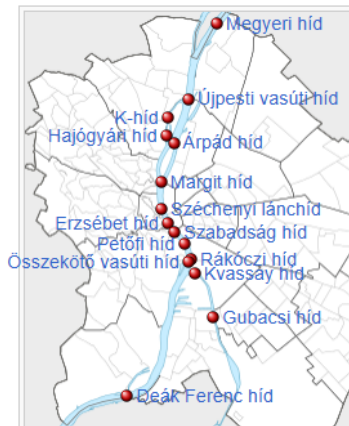 Megyeri híd
Újpesti vasúti híd
K-híd
Hajógyári híd
Árpád híd
Margit híd
Széchenyi lánchíd
Erzsébet híd
Szabadság híd
Petőfi híd
Rákóczi híd
Összekötő vasúti híd
Kvassay híd
Gubacsi híd
Deák Ferenc híd